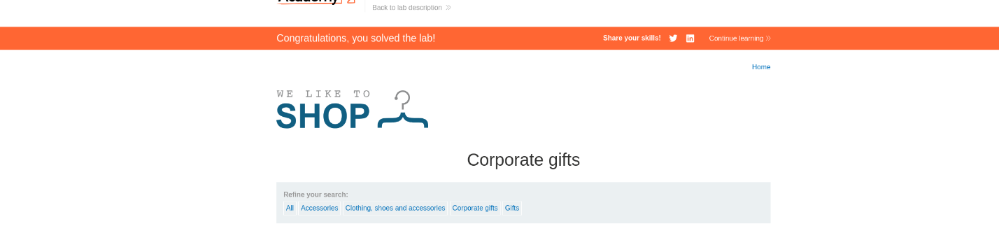 Academy
Back to lab description
Congratulations, you solved the lab!
Share your skills!
Continue learning
Home
WE LIKE TO
SHOP
Corporate gifts
Refine your search:
All Accessories Clothing, shoes and accessories Corporate gifts Gifts